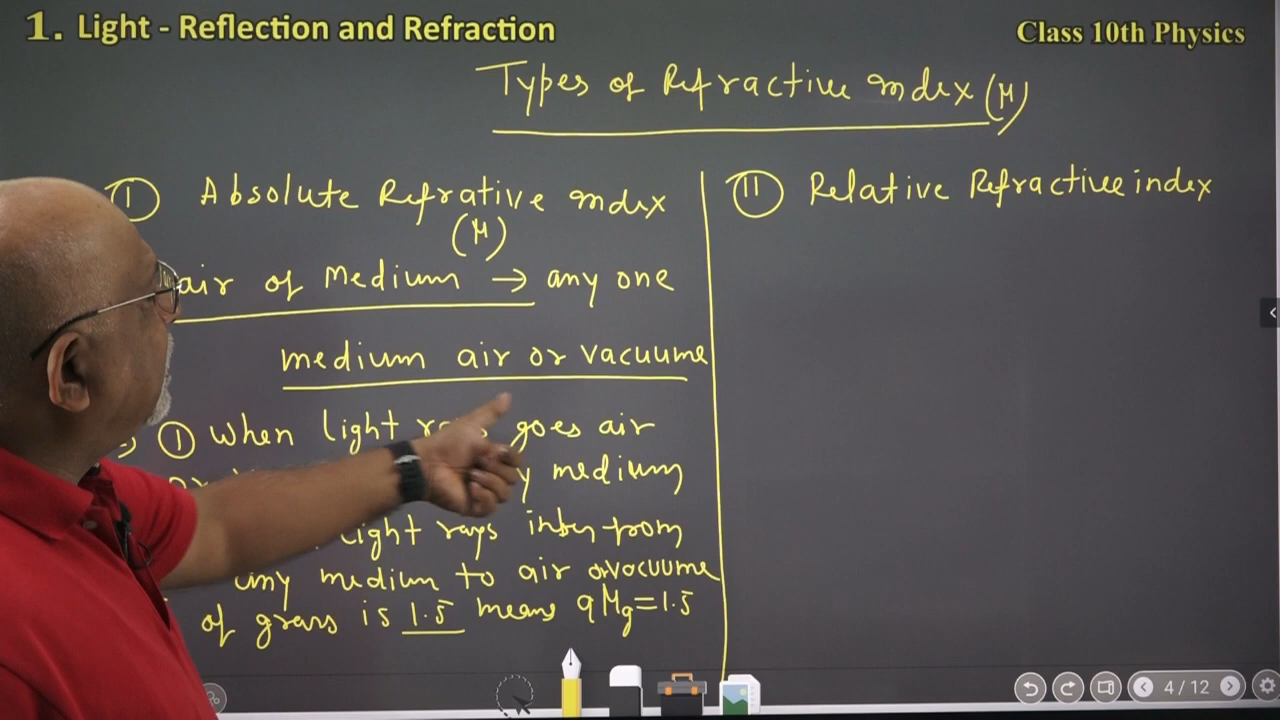 1. Light - Reflection and Refraction
Class 10th Physics
Types of Refractive index (μ)
I Absolute Refrative index
(μ)
air of Medium → any one
medium air or vacuume
① When light goes air
medium
light rays from
any medium to air or vacuume
of grass is 1.5 means aμg=1.5
II Relative Refractive index
4 / 12